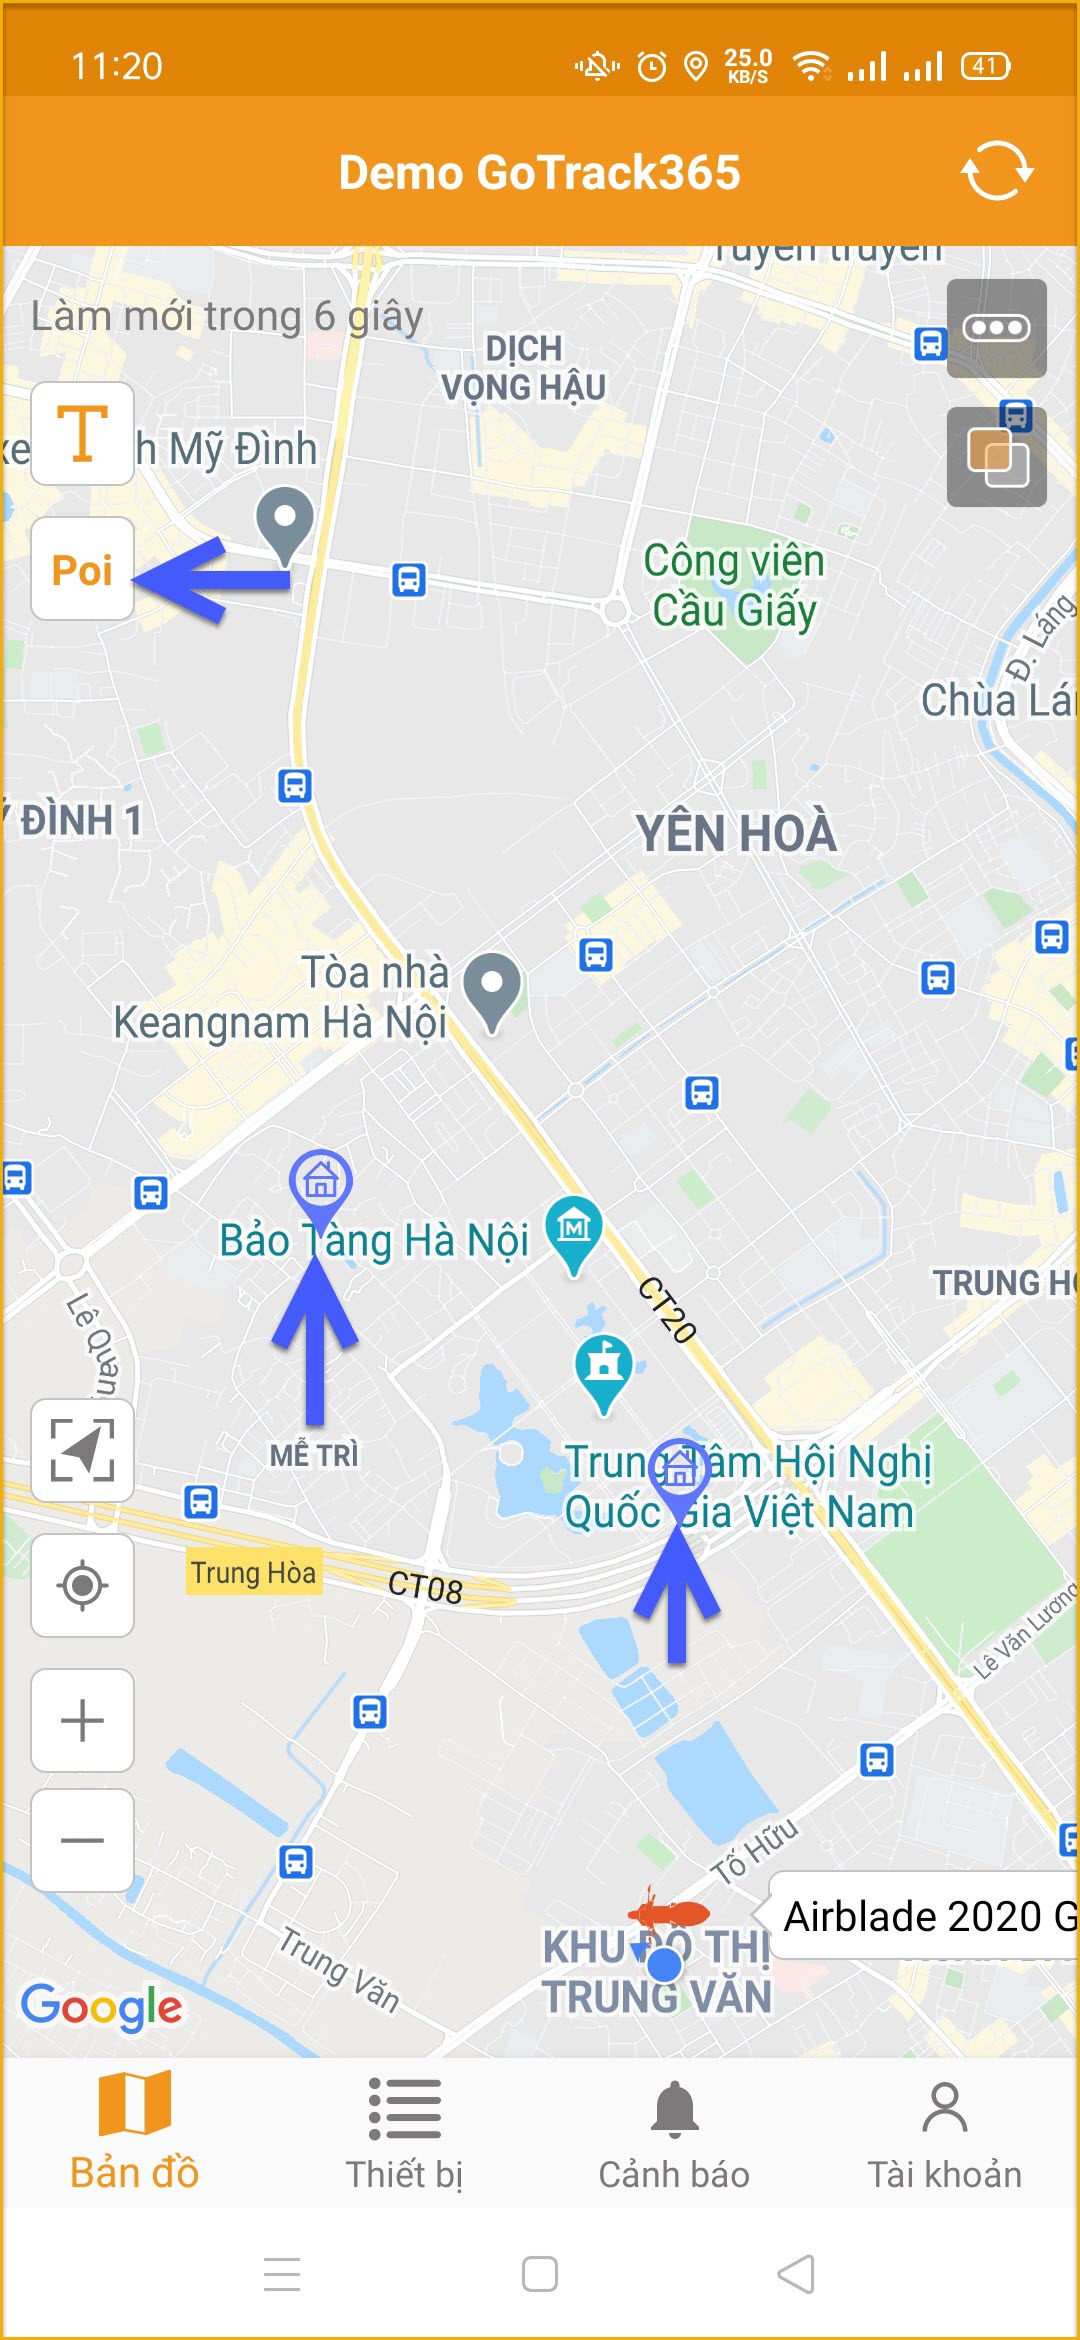 11:20
25.0
KB/S
41
Demo GoTrack365
Tuyên truyền
Làm mới trong 6 giây
DỊCH
VỌNG HẬU
T
h Mỹ Đình
Poi
Công viên
Cầu Giấy
Đ. Láng
Chùa Lá
ĐÌNH 1
YÊN HOÀ
Tòa nhà
Keangnam Hà Nội
Bảo Tàng Hà Nội
M
CT20
TRUNG H
Lê Quang
MỄ TRÌ
Trung Tâm Hội Nghị
Quốc Gia Việt Nam
Trung Hòa
CT08
Lê Văn Lương
Tố Hữu
Airblade 2020 G
KHU ĐÔ THỊ
TRUNG VĂN
Trung Văn
Google
Bản đồ
Thiết bị
Cảnh báo
Tài khoản